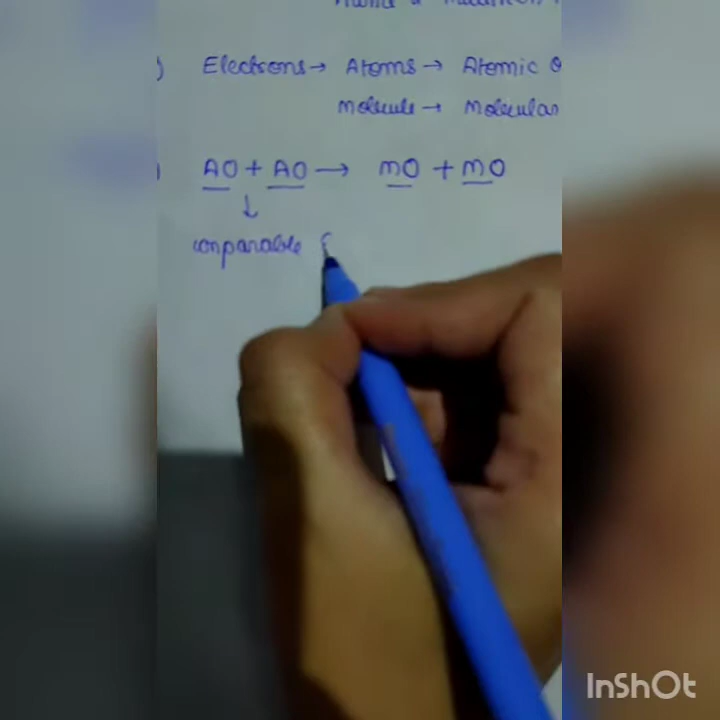 ) Electrons → Atoms → Atomic O
Molecule → Molecular
) AO + AO → MO + MO
↓
comparable
InShOt